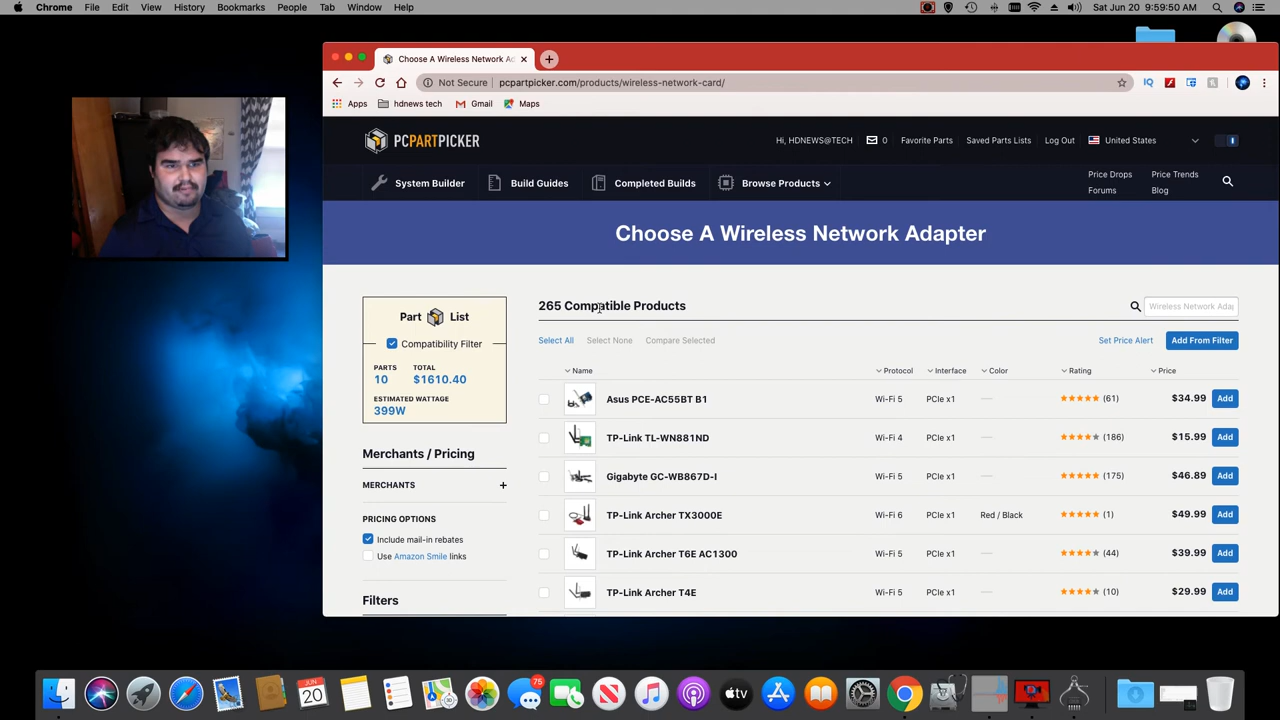 Chrome File Edit View History Bookmarks People Tab Window Help Sat Jun 20 9:59:50 AM
Choose A Wireless Network Ad
Not Secure pcpartpicker.com/products/wireless-network-card/
Apps hdnews tech Gmail Maps
PCPARTPICKER Hi, HDNEWS@TECH 0 Favorite Parts Saved Parts Lists Log Out United States
System Builder Build Guides Completed Builds Browse Products Price Drops Price Trends
Forums Blog
Choose A Wireless Network Adapter
Part List
Compatibility Filter
PARTS TOTAL
10 $1610.40
ESTIMATED WATTAGE
399W
Merchants / Pricing
MERCHANTS +
PRICING OPTIONS
Include mail-in rebates
Use Amazon Smile links
Filters
265 Compatible Products Wireless Network Ada
Select All Select None Compare Selected Set Price Alert Add From Filter
Name Protocol Interface Color Rating Price
Asus PCE-AC55BT B1 Wi-Fi 5 PCIe x1 (61) $34.99 Add
TP-Link TL-WN881ND Wi-Fi 4 PCIe x1 (186) $15.99 Add
Gigabyte GC-WB867D-I Wi-Fi 5 PCIe x1 (175) $46.89 Add
TP-Link Archer TX3000E Wi-Fi 6 PCIe x1 Red / Black (1) $49.99 Add
TP-Link Archer T6E AC1300 Wi-Fi 5 PCIe x1 (44) $39.99 Add
TP-Link Archer T4E Wi-Fi 5 PCIe x1 (10) $29.99 Add
JUN
20
75
tv